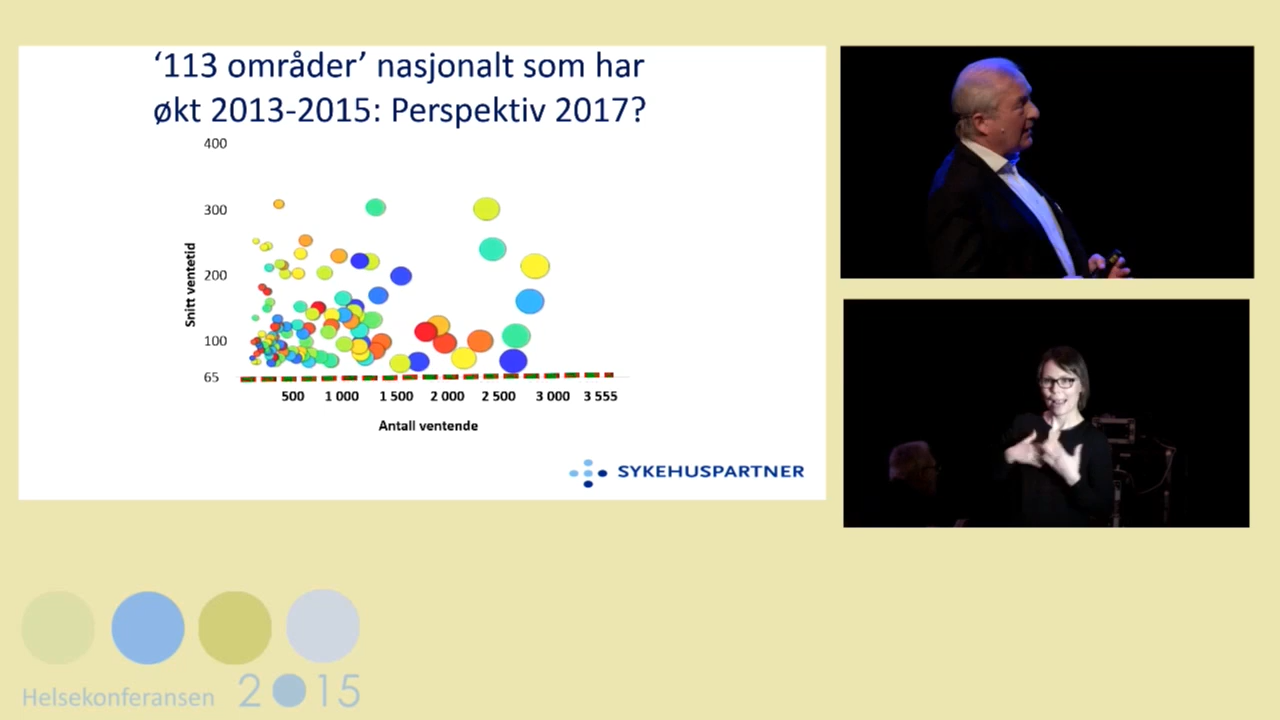 ‘113 områder’ nasjonalt som har
økt 2013-2015: Perspektiv 2017?
400
300
200
100
65
Snitt ventetid
500 1 000 1 500 2 000 2 500 3 000 3 555
Antall ventende
SYKEHUSPARTNER
Helsekonferansen 2015